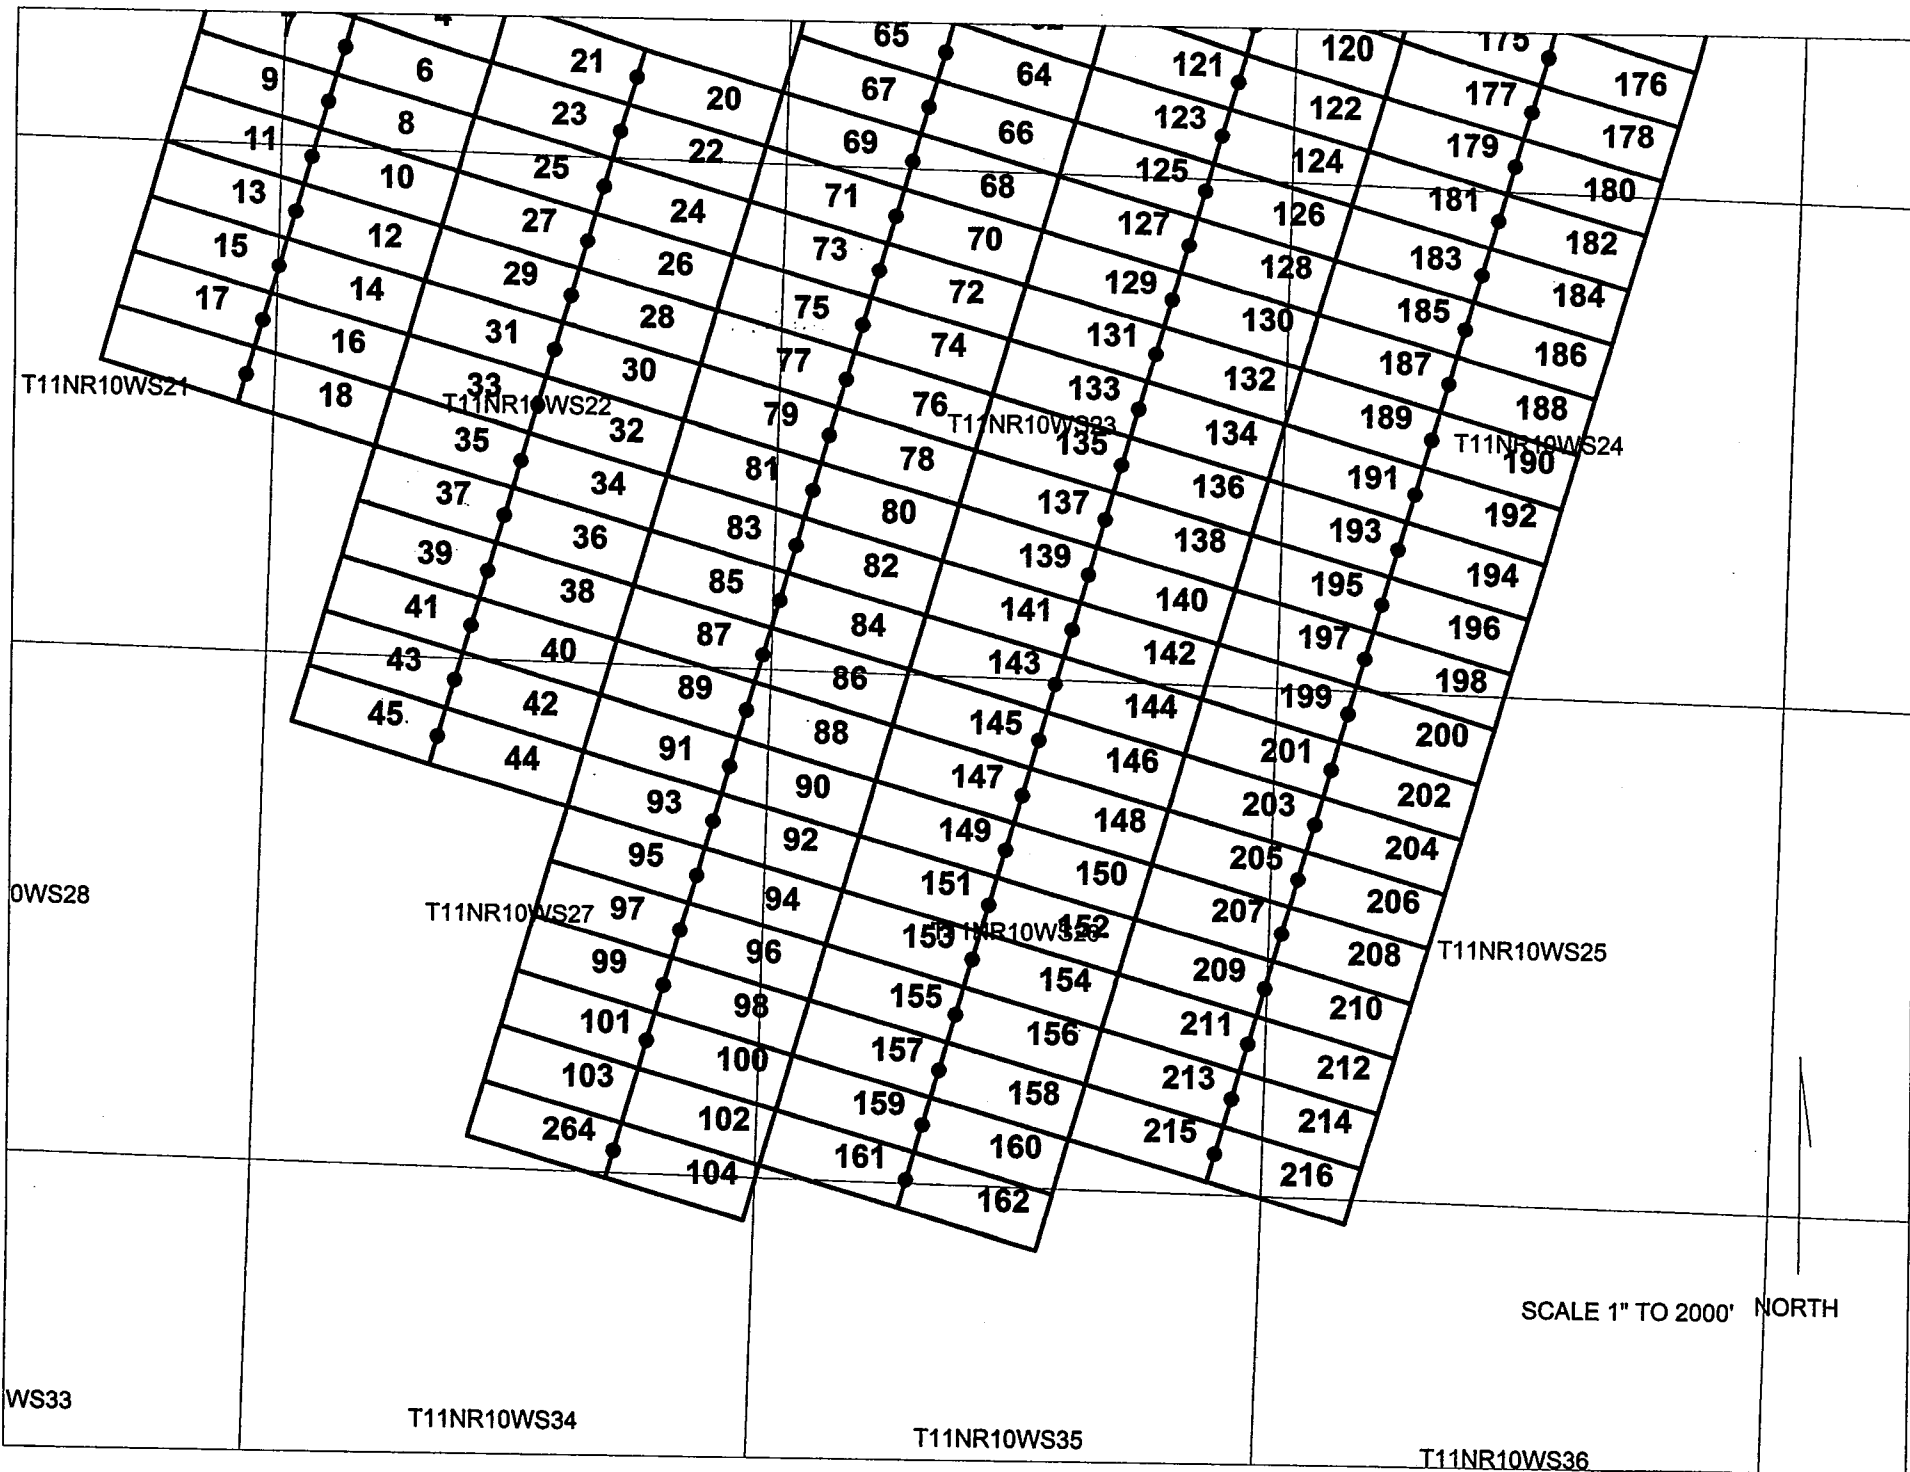 7 4 65 62 120 175
9 6 21 20 67 64 121 122 177 176
11 8 23 22 69 66 123 124 179 178
13 10 25 24 71 68 125 126 181 180
15 12 27 26 73 70 127 128 183 182
17 14 29 28 75 72 129 130 185 184
16 31 30 77 74 131 132 187 186
T11NR10WS21 18 33 T11NR10WS22 32 79 76 T11NR10WS23 133 134 189 188 T11NR10WS24
35 34 81 78 135 136 191 190
37 36 83 80 137 138 193 192
39 38 85 82 139 140 195 194
41 40 87 84 141 142 197 196
43 42 89 86 143 144 199 198
45 44 91 88 145 146 201 200
93 90 147 148 203 202
95 92 149 150 205 204
0WS28 T11NR10WS27 97 94 151 152 207 206
99 96 153 T11NR10WS26 154 209 208 T11NR10WS25
101 98 155 156 211 210
103 100 157 158 213 212
264 102 159 160 215 214
104 161 162 216
SCALE 1" TO 2000' NORTH
WS33 T11NR10WS34 T11NR10WS35 T11NR10WS36